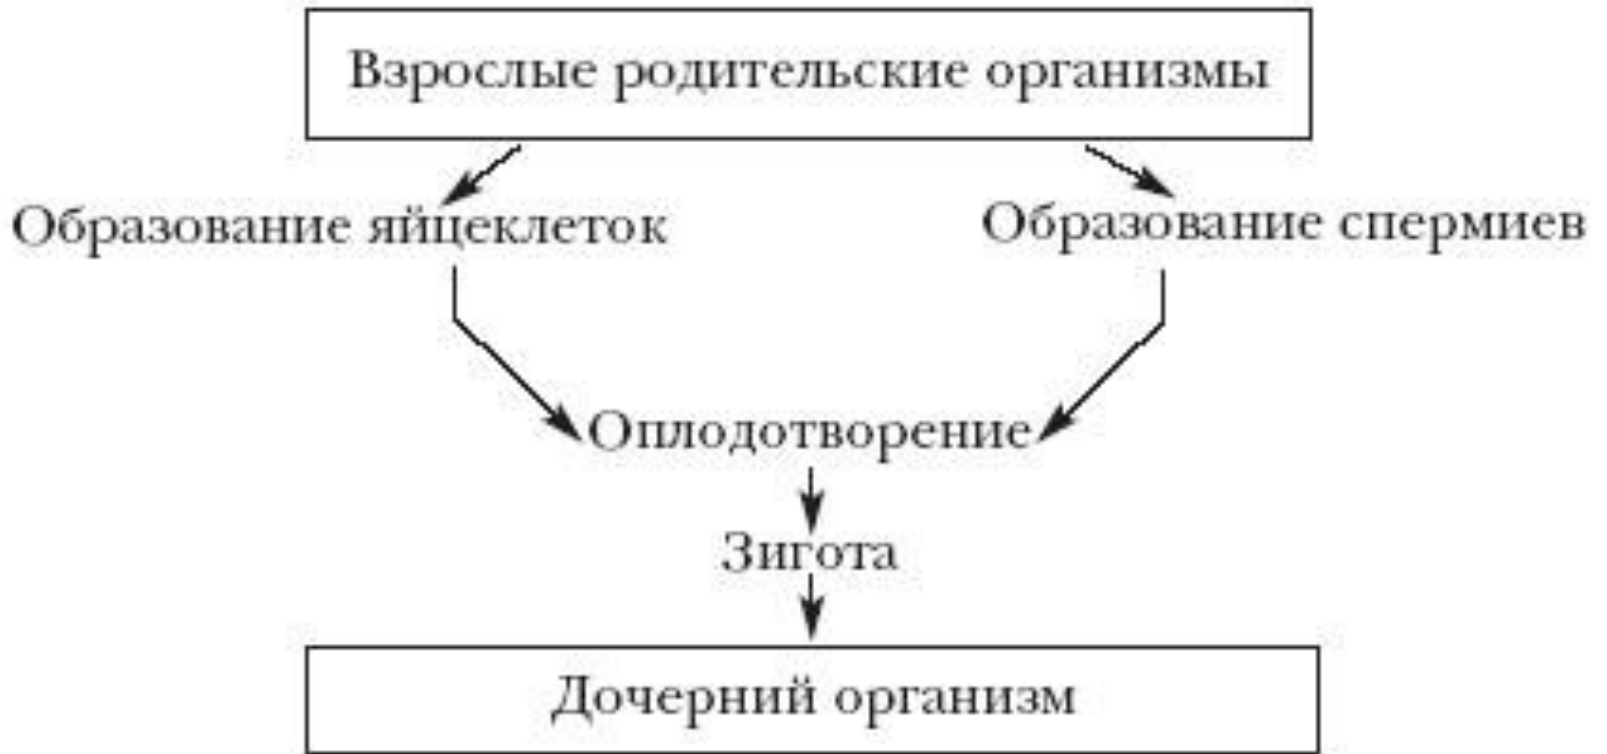 Взрослые родительские организмы
Образование яйцеклеток
Образование спермиев
Оплодотворение
Зигота
Дочерний организм